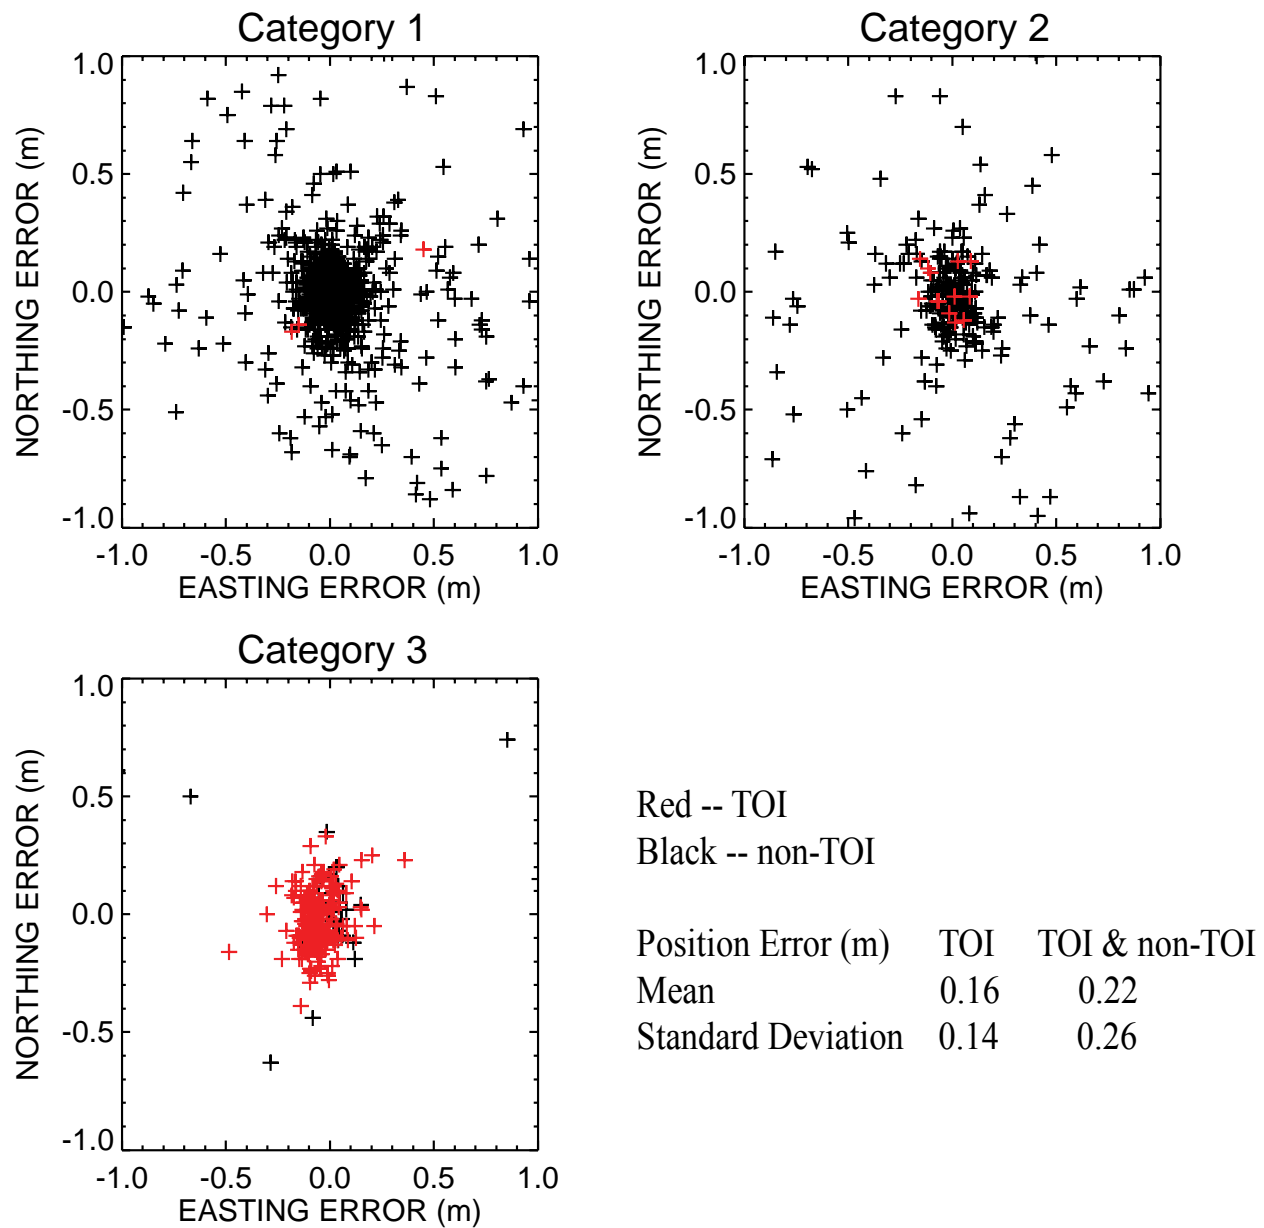 Category 1
1.0
0.5
0.0
-0.5
-1.0
NORTHING ERROR (m)
-1.0 -0.5 0.0 0.5 1.0
EASTING ERROR (m)
Category 2
1.0
0.5
0.0
-0.5
-1.0
NORTHING ERROR (m)
-1.0 -0.5 0.0 0.5 1.0
EASTING ERROR (m)
Category 3
1.0
0.5
0.0
-0.5
-1.0
NORTHING ERROR (m)
-1.0 -0.5 0.0 0.5 1.0
EASTING ERROR (m)
Red -- TOI
Black -- non-TOI
Position Error (m) TOI TOI & non-TOI
Mean 0.16 0.22
Standard Deviation 0.14 0.26